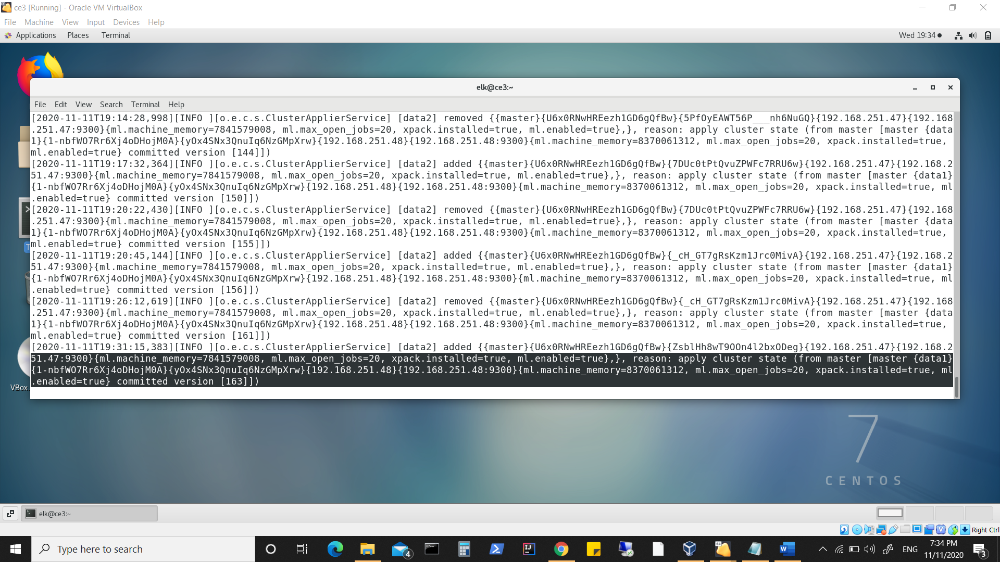 ce3 [Running] - Oracle VM VirtualBox
File Machine View Input Devices Help
Applications Places Terminal Wed 19:34
elk@ce3:~
File Edit View Search Terminal Help
[2020-11-11T19:14:28,998][INFO ][o.e.c.s.ClusterApplierService] [data2] removed {{master}{U6x0RNwHREezh1GD6gQfBw}{5PfOyEAWT56P___nh6NuGQ}{192.168.251.47}{192.168
.251.47:9300}{ml.machine_memory=7841579008, ml.max_open_jobs=20, xpack.installed=true, ml.enabled=true},}, reason: apply cluster state (from master [master {data
1}{1-nbfWO7Rr6Xj4oDHojM0A}{yOx4SNx3QnuIq6NzGMpXrw}{192.168.251.48}{192.168.251.48:9300}{ml.machine_memory=8370061312, ml.max_open_jobs=20, xpack.installed=true,
ml.enabled=true} committed version [144]])
[2020-11-11T19:17:32,364][INFO ][o.e.c.s.ClusterApplierService] [data2] added {{master}{U6x0RNwHREezh1GD6gQfBw}{7DUc0tPtQvuZPWFc7RRU6w}{192.168.251.47}{192.168.2
51.47:9300}{ml.machine_memory=7841579008, ml.max_open_jobs=20, xpack.installed=true, ml.enabled=true},}, reason: apply cluster state (from master [master {data1}
{1-nbfWO7Rr6Xj4oDHojM0A}{yOx4SNx3QnuIq6NzGMpXrw}{192.168.251.48}{192.168.251.48:9300}{ml.machine_memory=8370061312, ml.max_open_jobs=20, xpack.installed=true, ml
.enabled=true} committed version [150]])
[2020-11-11T19:20:22,430][INFO ][o.e.c.s.ClusterApplierService] [data2] removed {{master}{U6x0RNwHREezh1GD6gQfBw}{7DUc0tPtQvuZPWFc7RRU6w}{192.168.251.47}{192.168
.251.47:9300}{ml.machine_memory=7841579008, ml.max_open_jobs=20, xpack.installed=true, ml.enabled=true},}, reason: apply cluster state (from master [master {data
1}{1-nbfWO7Rr6Xj4oDHojM0A}{yOx4SNx3QnuIq6NzGMpXrw}{192.168.251.48}{192.168.251.48:9300}{ml.machine_memory=8370061312, ml.max_open_jobs=20, xpack.installed=true,
ml.enabled=true} committed version [155]])
[2020-11-11T19:20:45,144][INFO ][o.e.c.s.ClusterApplierService] [data2] added {{master}{U6x0RNwHREezh1GD6gQfBw}{_cH_GT7gRsKzm1Jrc0MivA}{192.168.251.47}{192.168.2
51.47:9300}{ml.machine_memory=7841579008, ml.max_open_jobs=20, xpack.installed=true, ml.enabled=true},}, reason: apply cluster state (from master [master {data1}
{1-nbfWO7Rr6Xj4oDHojM0A}{yOx4SNx3QnuIq6NzGMpXrw}{192.168.251.48}{192.168.251.48:9300}{ml.machine_memory=8370061312, ml.max_open_jobs=20, xpack.installed=true, ml
.enabled=true} committed version [156]])
[2020-11-11T19:26:12,619][INFO ][o.e.c.s.ClusterApplierService] [data2] removed {{master}{U6x0RNwHREezh1GD6gQfBw}{_cH_GT7gRsKzm1Jrc0MivA}{192.168.251.47}{192.168
.251.47:9300}{ml.machine_memory=7841579008, ml.max_open_jobs=20, xpack.installed=true, ml.enabled=true},}, reason: apply cluster state (from master [master {data
1}{1-nbfWO7Rr6Xj4oDHojM0A}{yOx4SNx3QnuIq6NzGMpXrw}{192.168.251.48}{192.168.251.48:9300}{ml.machine_memory=8370061312, ml.max_open_jobs=20, xpack.installed=true,
ml.enabled=true} committed version [161]])
[2020-11-11T19:31:15,383][INFO ][o.e.c.s.ClusterApplierService] [data2] added {{master}{U6x0RNwHREezh1GD6gQfBw}{ZsblHh8wT9OOn4l2bxODeg}{192.168.251.47}{192.168.2
51.47:9300}{ml.machine_memory=7841579008, ml.max_open_jobs=20, xpack.installed=true, ml.enabled=true},}, reason: apply cluster state (from master [master {data1}
{1-nbfWO7Rr6Xj4oDHojM0A}{yOx4SNx3QnuIq6NzGMpXrw}{192.168.251.48}{192.168.251.48:9300}{ml.machine_memory=8370061312, ml.max_open_jobs=20, xpack.installed=true, ml
.enabled=true} committed version [163]])
T
VBox_
7
CENTOS
elk@ce3:~
Right Ctrl
Type here to search
4
ENG
7:34 PM
11/11/2020
3